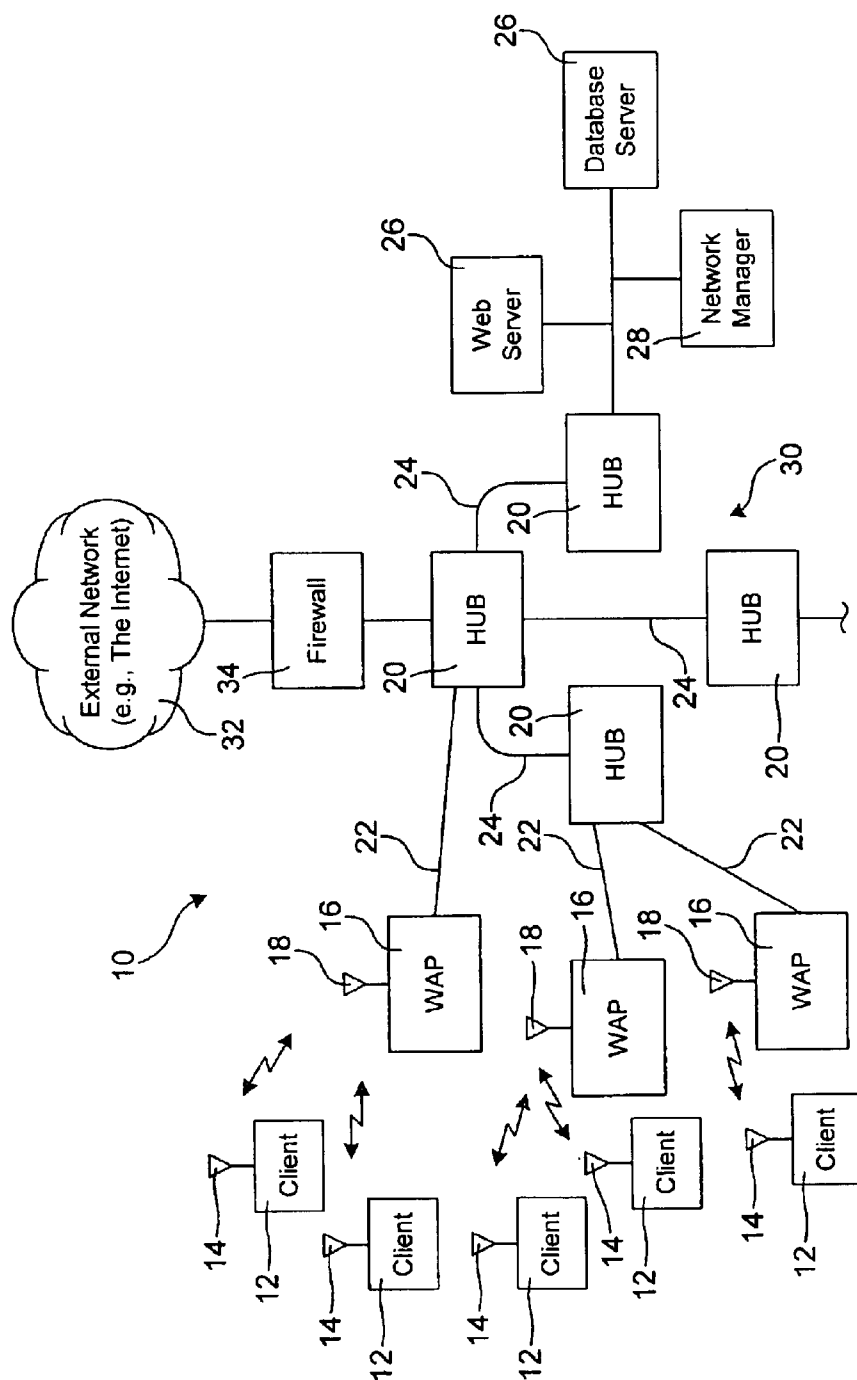 External Network
(e.g., The Internet)
32
10
34
Firewall
26
Web
Server
26
Database
Server
28
Network
Manager
20
HUB
24
20
HUB
30
22
18
16
WAP
24
20
HUB
24
HUB
20
14
Client
12
14
Client
12
18
16
WAP
22
22
14
Client
12
14
Client
12
18
16
WAP
14
Client
12